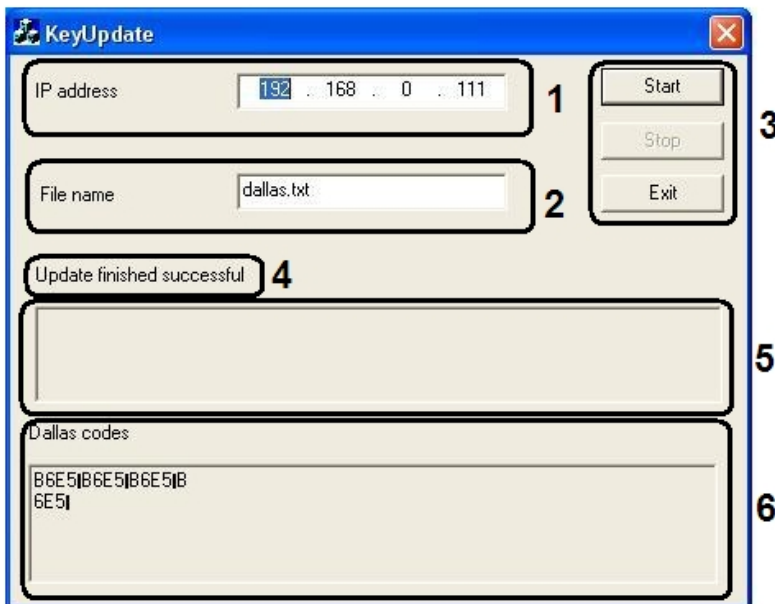 KeyUpdate
IP address 192 . 168 . 0 . 111 1
Start
Stop
Exit
3
File name dallas.txt 2
Update finished successful 4
5
Dallas codes
B6E5|B6E5|B6E5|B
6E5|
6